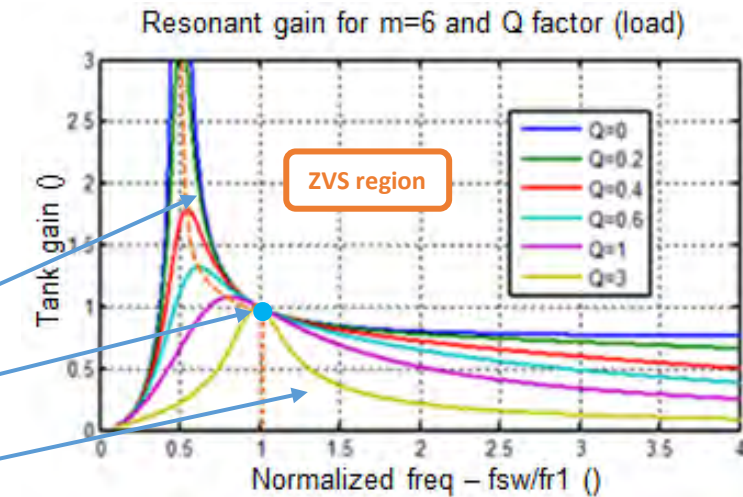 Resonant gain for m=6 and Q factor (load)
3
2.5
2
1.5
1
0.5
0
Tank gain ()
ZVS region
Q=0
Q=0.2
Q=0.4
Q=0.6
Q=1
Q=3
0 0.5 1 1.5 2 2.5 3 3.5 4
Normalized freq – fsw/fr1 ()